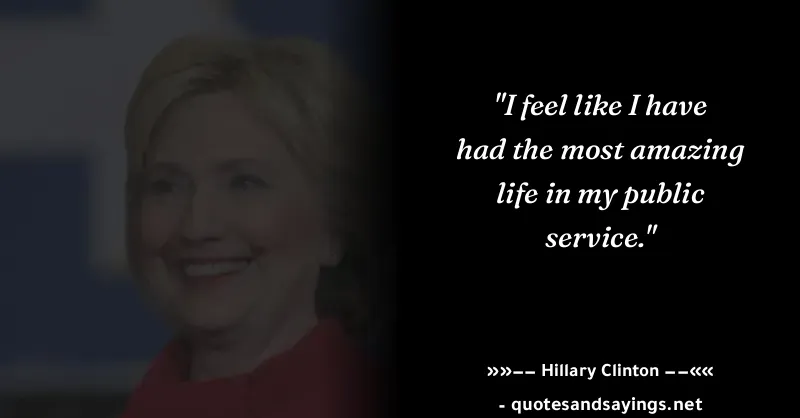 "I feel like I have
had the most amazing
life in my public
service."
»»−− Hillary Clinton −−««
- quotesandsayings.net